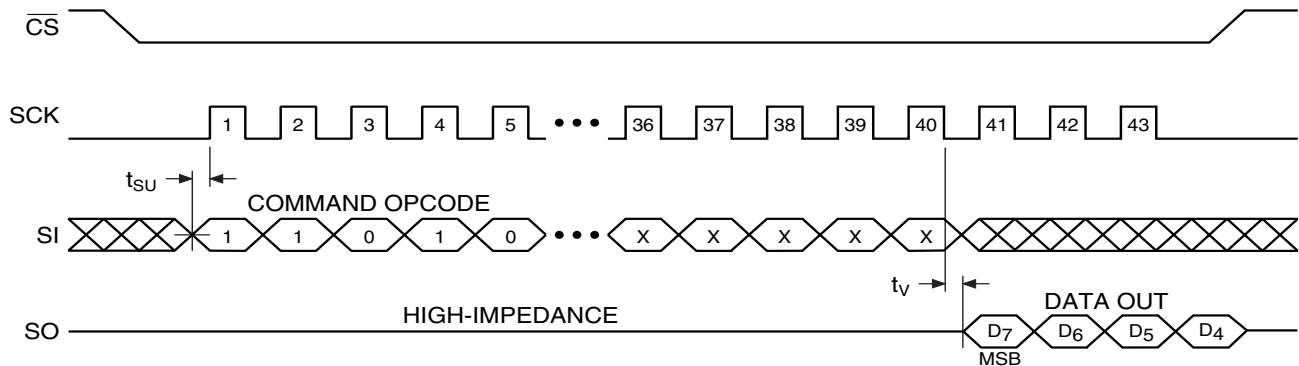 CS
SCK 1 2 3 4 5 ••• 36 37 38 39 40 41 42 43
tSU
COMMAND OPCODE
SI 1 1 0 1 0 ••• X X X X X
tV
HIGH-IMPEDANCE
DATA OUT
SO D7 D6 D5 D4
MSB